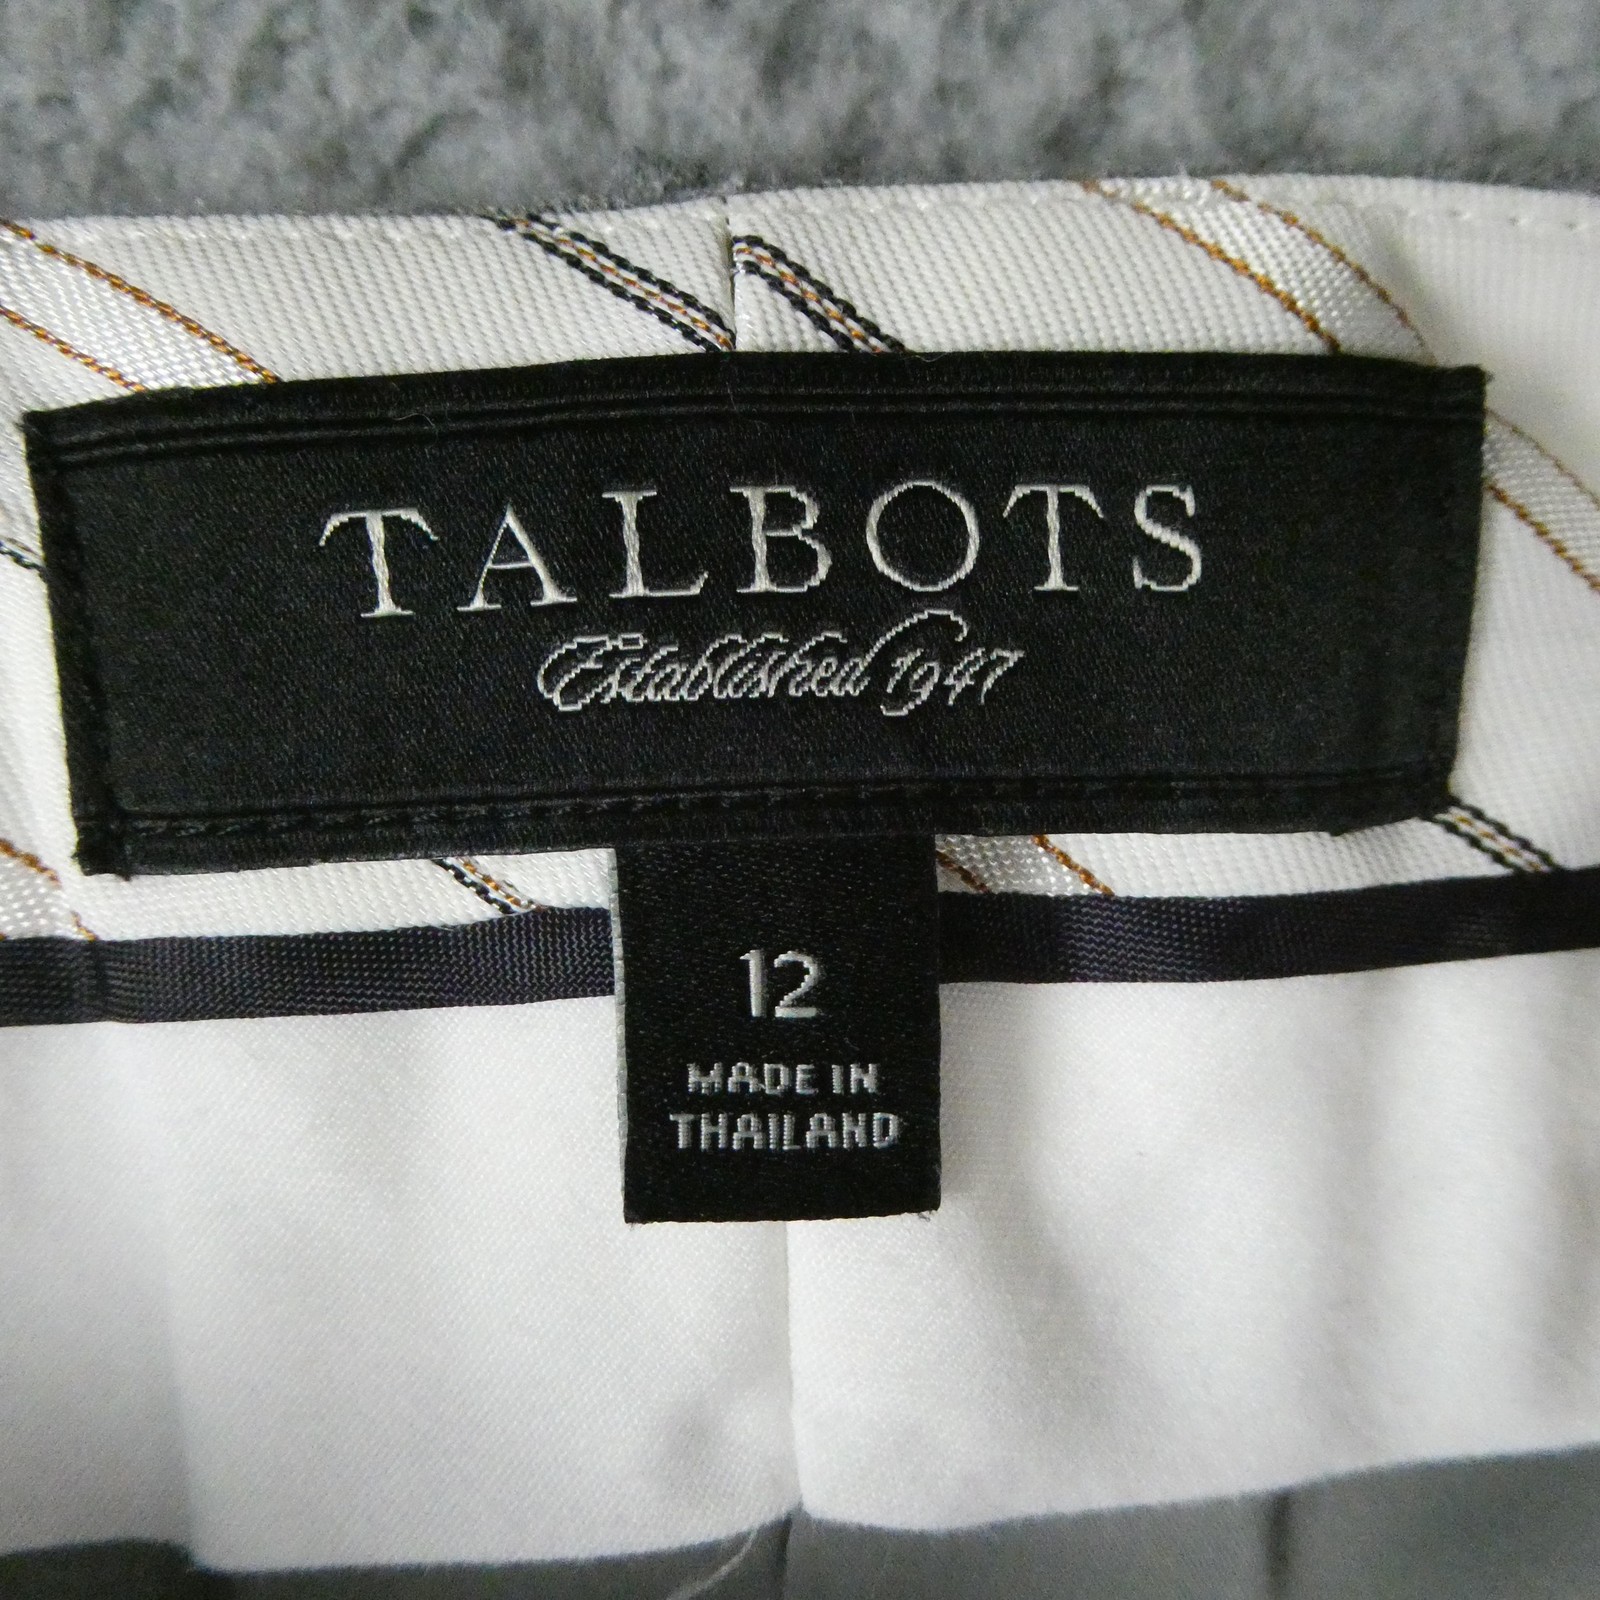 TALBOTS
Established 1947
12
MADE IN
THAILAND